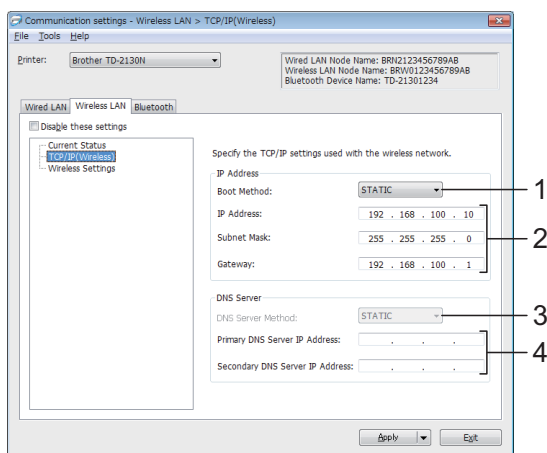 Communication settings - Wireless LAN > TCP/IP(Wireless)
File Tools Help
Printer: Brother TD-2130N
Wired LAN Node Name: BRN2123456789AB
Wireless LAN Node Name: BRW0123456789AB
Bluetooth Device Name: TD-21301234
Wired LAN Wireless LAN Bluetooth
Disable these settings
Current Status
TCP/IP(Wireless)
Wireless Settings
Specify the TCP/IP settings used with the wireless network.
IP Address
Boot Method: STATIC 1
IP Address: 192 . 168 . 100 . 10
Subnet Mask: 255 . 255 . 255 . 0 2
Gateway: 192 . 168 . 100 . 1
DNS Server
DNS Server Method: STATIC 3
Primary DNS Server IP Address: . . .
4
Secondary DNS Server IP Address: . . .
Apply Exit